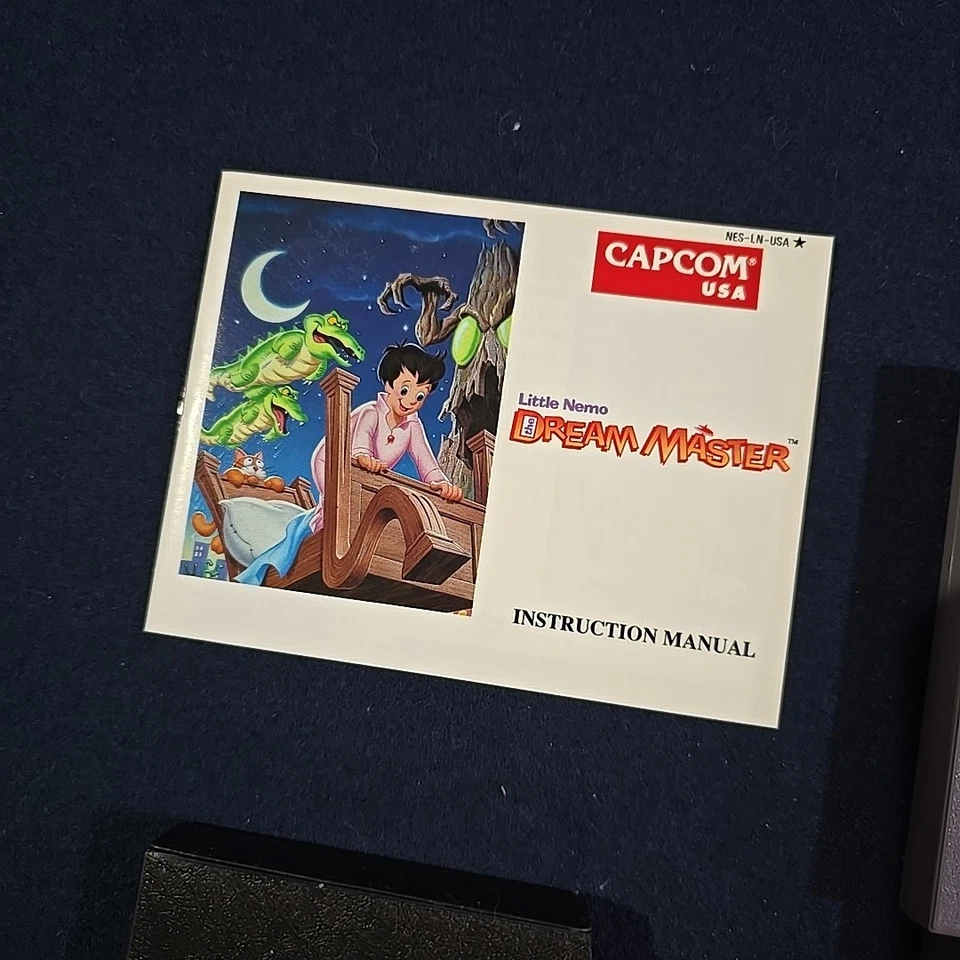 NES-LN-USA ★
CAPCOM®
USA
Little Nemo
the DREAM MASTER™
INSTRUCTION MANUAL